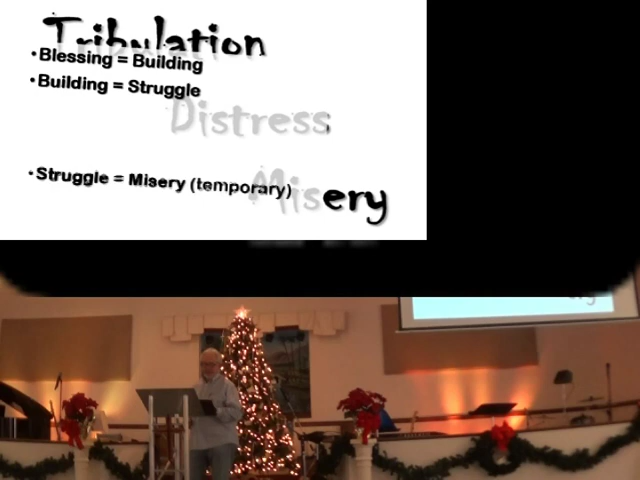 Tribulation
•Blessing = Building
•Building = Struggle
Distress
•Struggle = Misery (temporary)
Misery